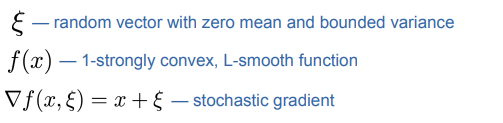 ξ — random vector with zero mean and bounded variance
f(x) — 1-strongly convex, L-smooth function
∇f(x, ξ) = x + ξ — stochastic gradient